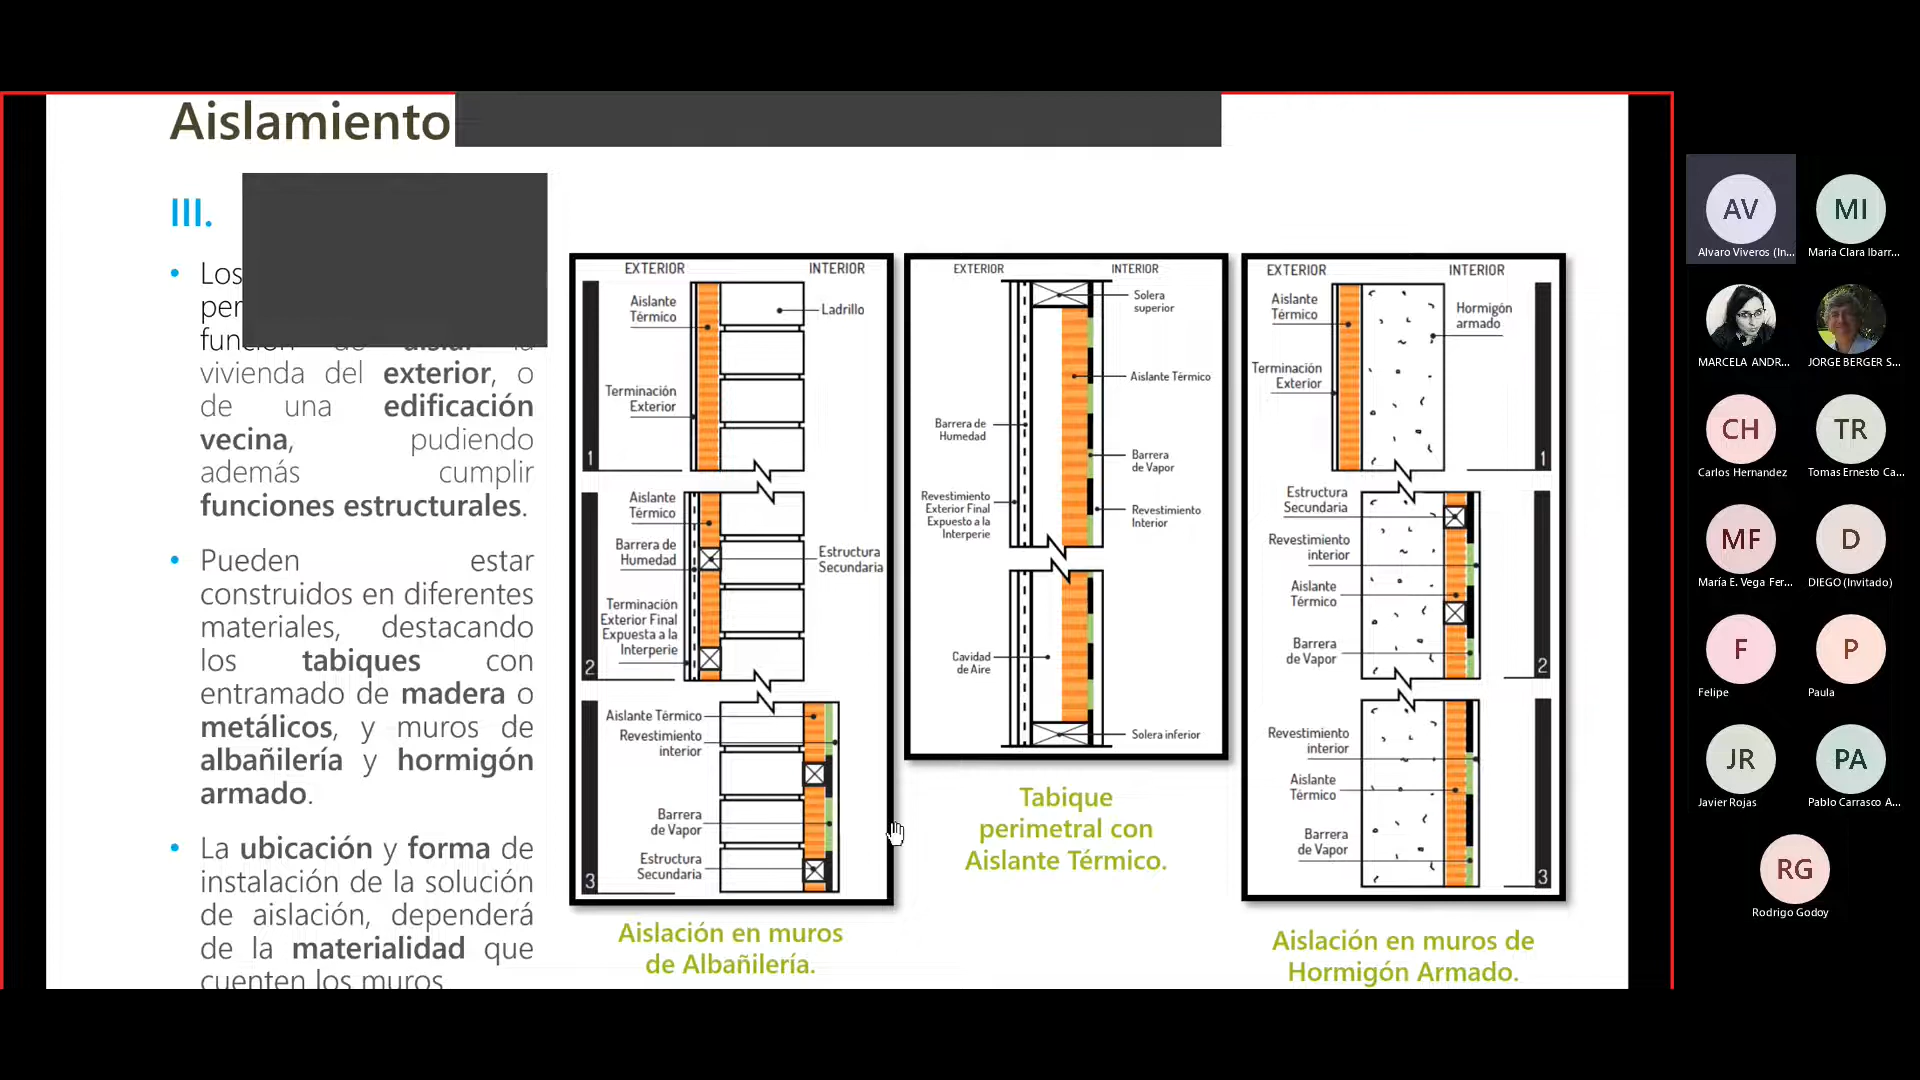 Aislamiento
III.
Los
per
función de aislar la
vivienda del exterior, o
de una edificación
vecina, pudiendo
además cumplir
funciones estructurales.
Pueden estar
construidos en diferentes
materiales, destacando
los tabiques con
entramado de madera o
metálicos, y muros de
albañilería y hormigón
armado.
La ubicación y forma de
instalación de la solución
de aislación, dependerá
de la materialidad que
cuenten los muros
EXTERIOR INTERIOR
Aislante
Térmico
Ladrillo
Terminación
Exterior
1
Aislante
Térmico
Barrera de
Humedad
Estructura
Secundaria
Terminación
Exterior Final
Expuesta a la
Interperie
2
Aislante Térmico
Revestimiento
interior
Barrera
de Vapor
Estructura
Secundaria
3
Aislación en muros
de Albañilería.
EXTERIOR INTERIOR
Solera
superior
Aislante Térmico
Barrera de
Humedad
Barrera
de Vapor
Revestimiento
Exterior Final
Expuesto a la
Interperie
Revestimiento
Interior
Cavidad
de Aire
Solera inferior
Tabique
perimetral con
Aislante Térmico.
EXTERIOR INTERIOR
Aislante
Térmico
Hormigón
armado
Terminación
Exterior
1
Estructura
Secundaria
Revestimiento
interior
Aislante
Térmico
Barrera
de Vapor
2
Revestimiento
interior
Aislante
Térmico
Barrera
de Vapor
3
Aislación en muros de
Hormigón Armado.
AV MI
Alvaro Viveros (In... Maria Clara Ibarr...
MARCELA ANDR... JORGE BERGER S...
CH TR
Carlos Hernandez Tomas Ernesto Ca...
MF D
María E. Vega Fer... DIEGO (Invitado)
F P
Felipe Paula
JR PA
Javier Rojas Pablo Carrasco A...
RG
Rodrigo Godoy